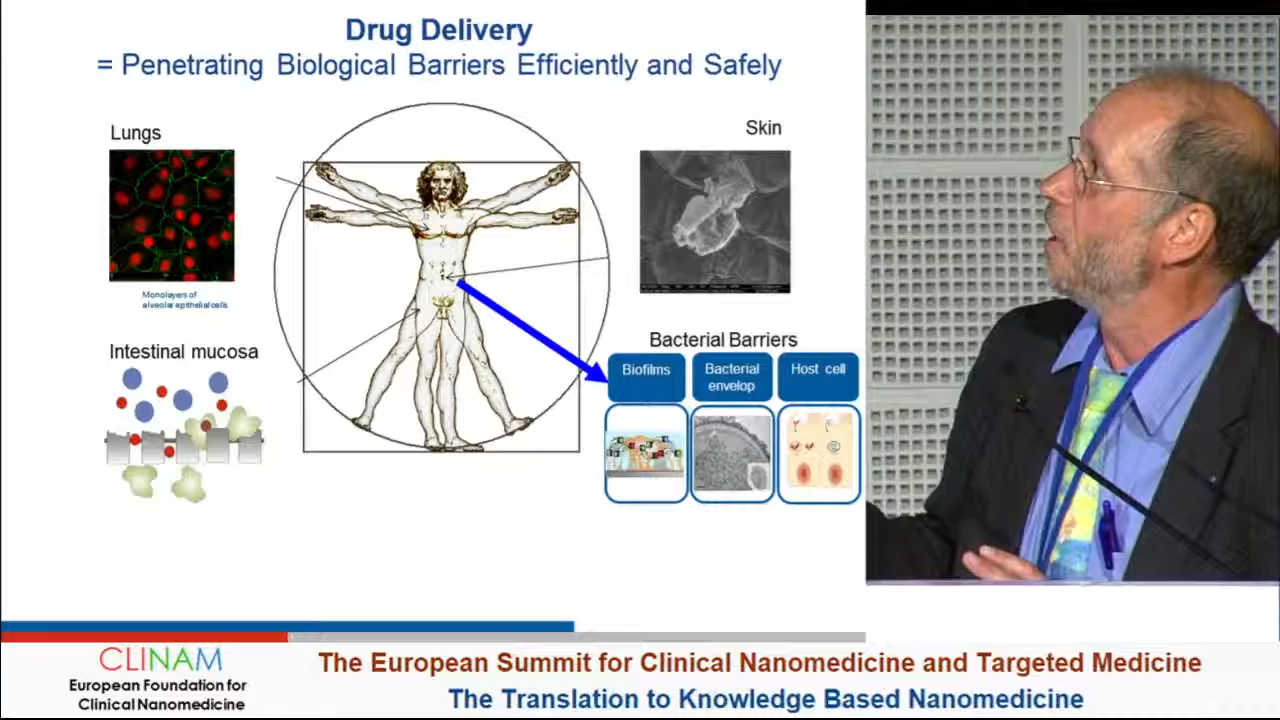 Drug Delivery
= Penetrating Biological Barriers Efficiently and Safely
Lungs
Skin
Monolayers of
alveolar epithelial cells
Intestinal mucosa
Bacterial Barriers
Biofilms
Bacterial
envelop
Host cell
CLINAM
European Foundation for
Clinical Nanomedicine
The European Summit for Clinical Nanomedicine and Targeted Medicine
The Translation to Knowledge Based Nanomedicine